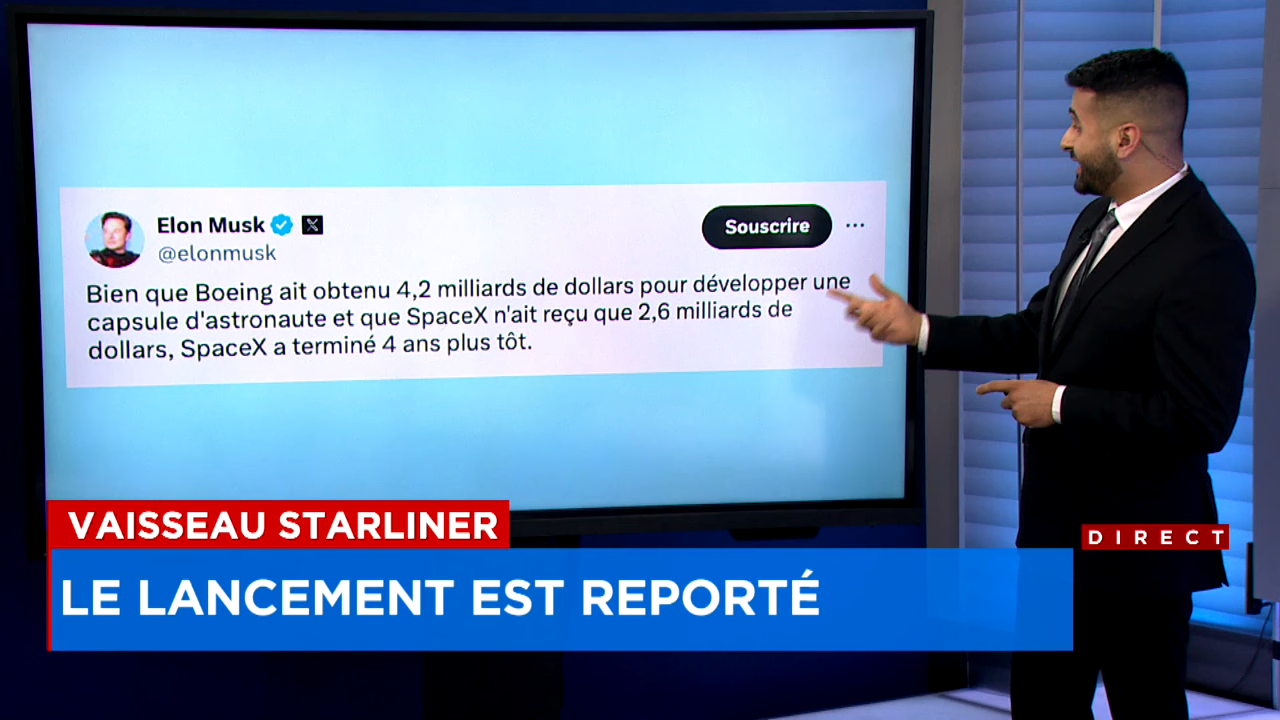 Elon Musk
@elonmusk
Souscrire
Bien que Boeing ait obtenu 4,2 milliards de dollars pour développer une
capsule d'astronaute et que SpaceX n'ait reçu que 2,6 milliards de
dollars, SpaceX a terminé 4 ans plus tôt.
VAISSEAU STARLINER
DIRECT
LE LANCEMENT EST REPORTÉ